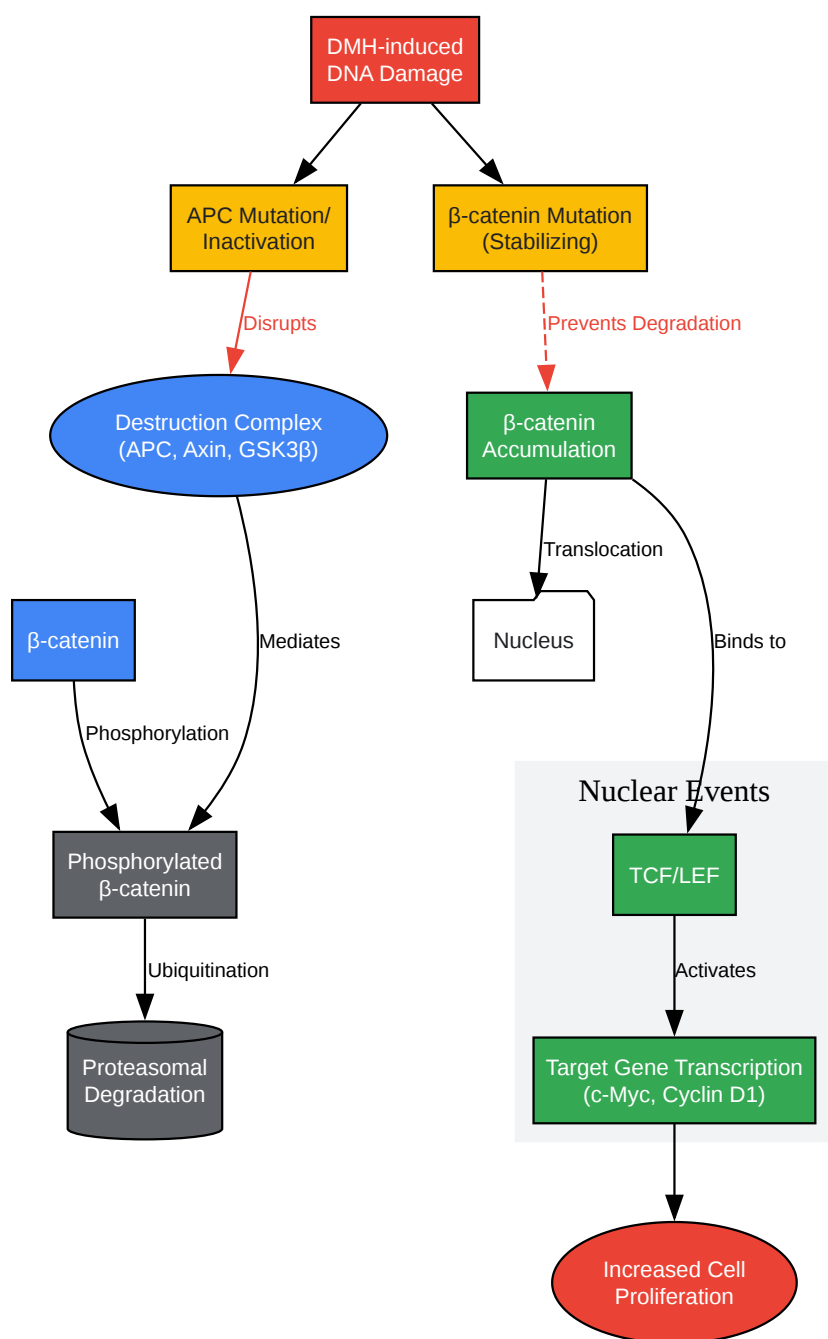 DMH-induced
DNA Damage
APC Mutation/
Inactivation
β-catenin Mutation
(Stabilizing)
Disrupts
Prevents Degradation
Destruction Complex
(APC, Axin, GSK3β)
β-catenin
Accumulation
Translocation
β-catenin
Mediates
Nucleus
Binds to
Phosphorylation
Nuclear Events
Phosphorylated
β-catenin
TCF/LEF
Ubiquitination
Activates
Proteasomal
Degradation
Target Gene Transcription
(c-Myc, Cyclin D1)
Increased Cell
Proliferation